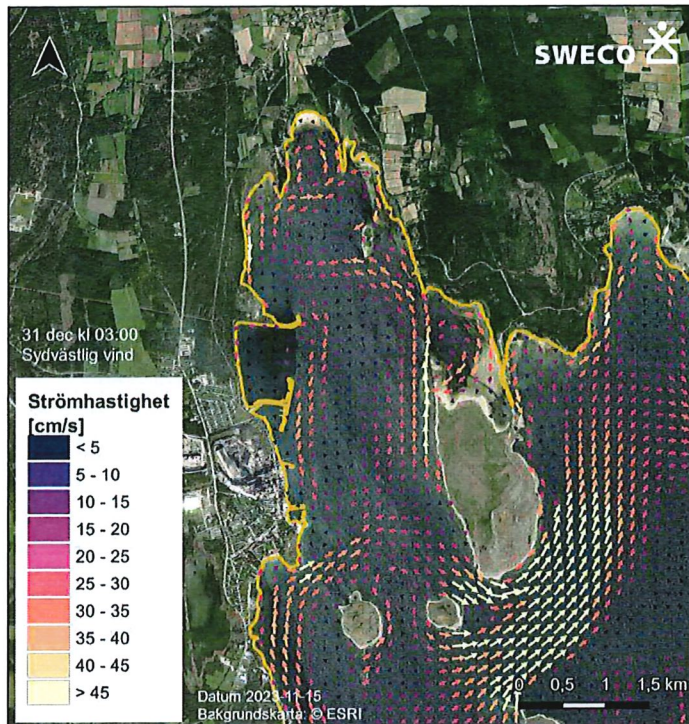 SWECO
31 dec kl 03:00
Sydvästlig vind
Strömhastighet
[cm/s]
< 5
5 - 10
10 - 15
15 - 20
20 - 25
25 - 30
30 - 35
35 - 40
40 - 45
> 45
Datum 2023-11-15
Bakgrundskarta: © ESRI
0 0,5 1 1,5 km